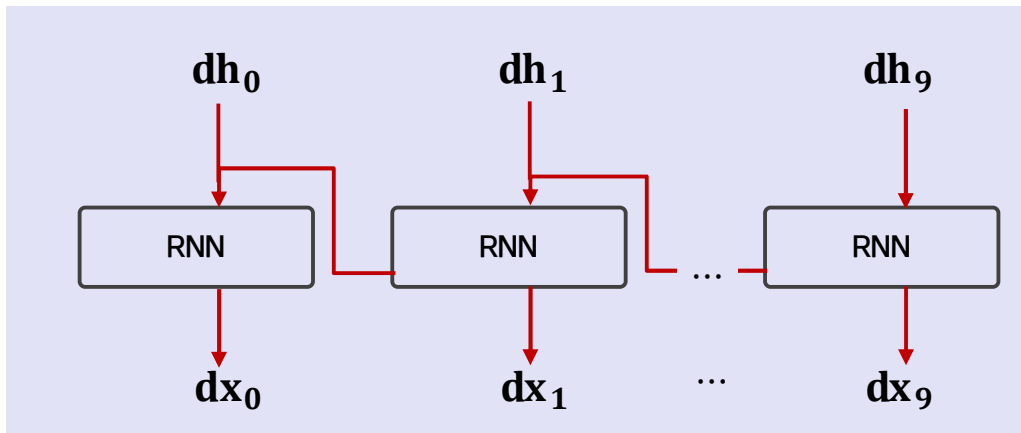 dh₀ dh₁ dh₉
RNN RNN RNN
...
dx₀ dx₁ ... dx₉